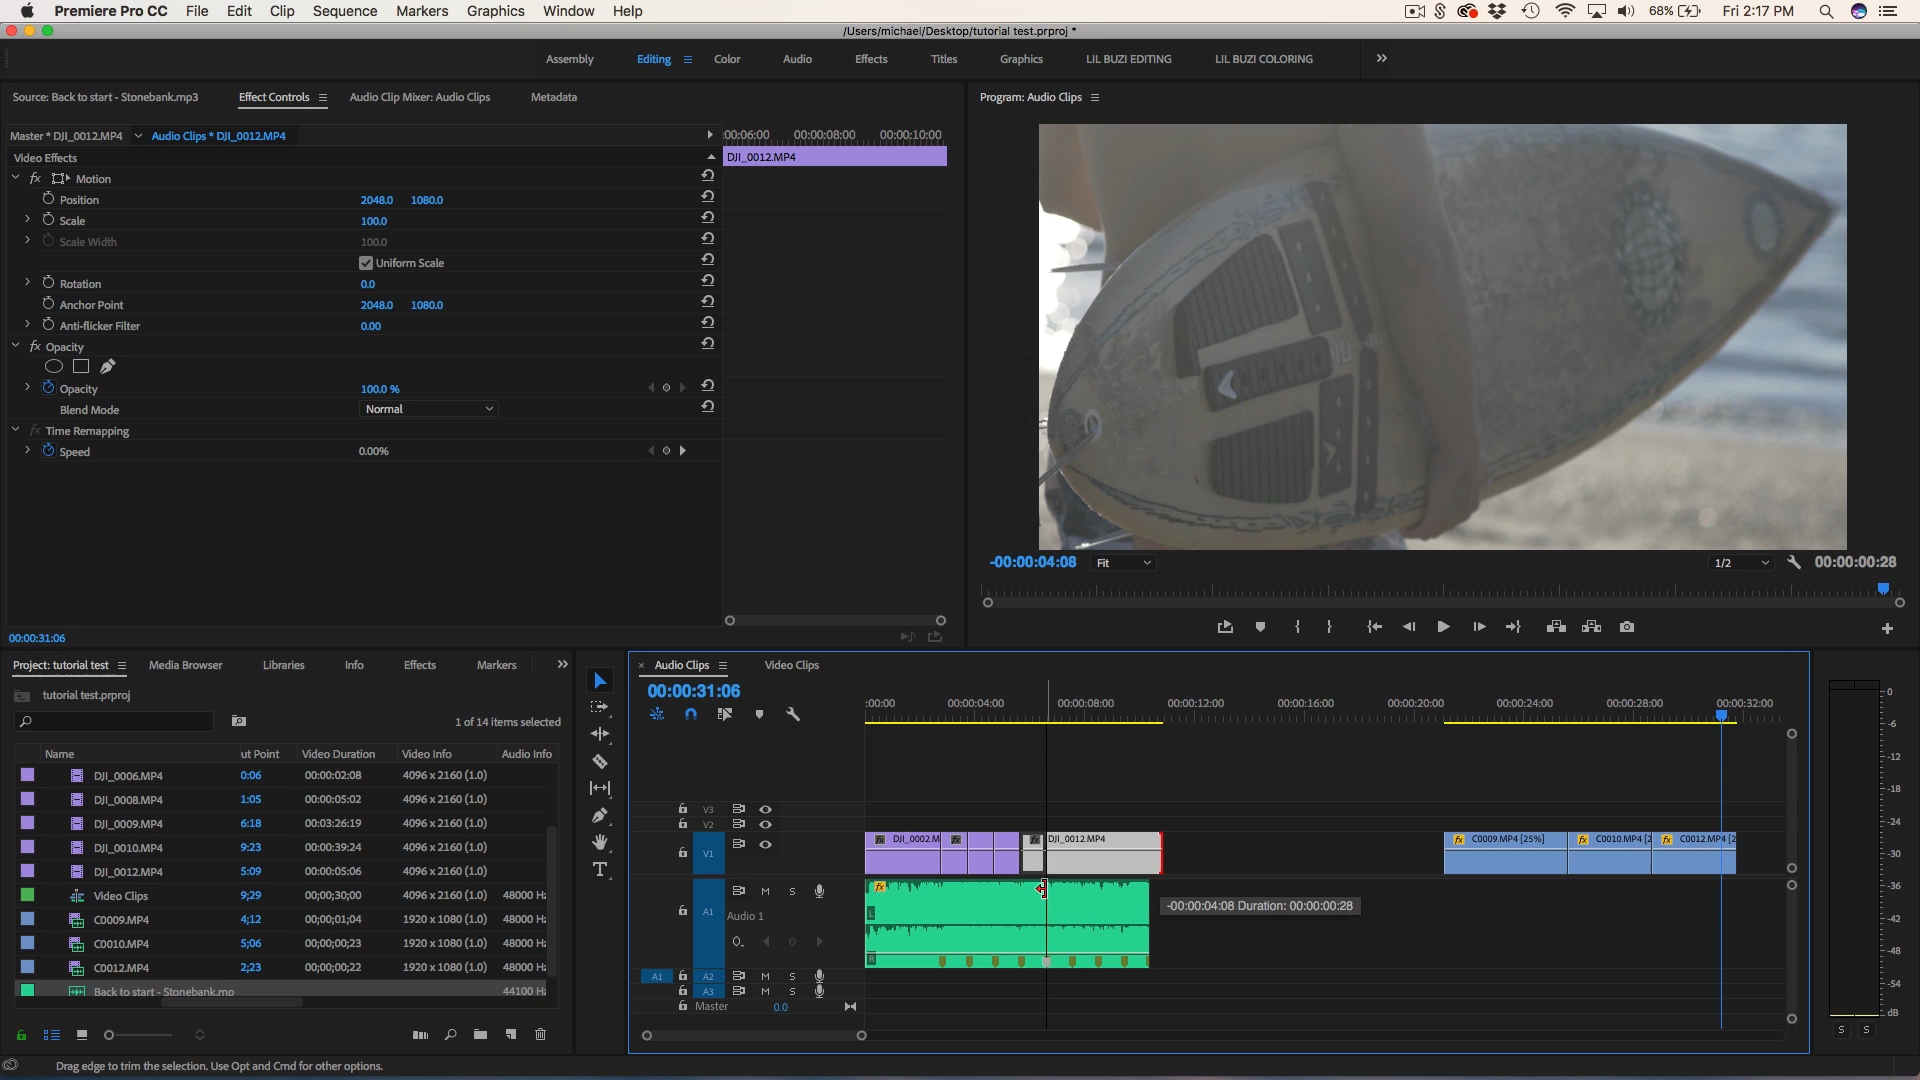 Premiere Pro CC File Edit Clip Sequence Markers Graphics Window Help 68% Fri 2:17 PM
/Users/michael/Desktop/tutorial test.prproj *
Assembly Editing Color Audio Effects Titles Graphics LIL BUZI EDITING LIL BUZI COLORING
Source: Back to start - Stonebank.mp3 Effect Controls Audio Clip Mixer: Audio Clips Metadata
Program: Audio Clips
Master * DJI_0012.MP4 Audio Clips * DJI_0012.MP4
:00:06:00 00:00:08:00 00:00:10:00
Video Effects
DJI_0012.MP4
fx Motion
Position 2048.0 1080.0
Scale 100.0
Scale Width 100.0
Uniform Scale
Rotation 0.0
Anchor Point 2048.0 1080.0
Anti-flicker Filter 0.00
fx Opacity
Opacity 100.0 %
Blend Mode Normal
fx Time Remapping
Speed 0.00%
-00:00:04:08 Fit 1/2 00:00:00:28
00:00:31:06
Project: tutorial test Media Browser Libraries Info Effects Markers
tutorial test.prproj
1 of 14 items selected
Name ut Point Video Duration Video Info Audio Info
DJI_0006.MP4 0:06 00:00:02:08 4096 x 2160 (1.0)
DJI_0008.MP4 1:05 00:00:05:02 4096 x 2160 (1.0)
DJI_0009.MP4 6:18 00:03:26:19 4096 x 2160 (1.0)
DJI_0010.MP4 9:23 00:00:39:24 4096 x 2160 (1.0)
DJI_0012.MP4 5:09 00:00:05:06 4096 x 2160 (1.0)
Video Clips 9;29 00;00;30;00 4096 x 2160 (1.0) 48000 Hz
C0009.MP4 4;12 00;00;01;04 1920 x 1080 (1.0) 48000 Hz
C0010.MP4 5;06 00;00;00;23 1920 x 1080 (1.0) 48000 Hz
C0012.MP4 2;23 00;00;00;22 1920 x 1080 (1.0) 48000 Hz
Back to start - Stonebank.mp 44100 Hz
Audio Clips Video Clips
00:00:31:06
:00:00 00:00:04:00 00:00:08:00 00:00:12:00 00:00:16:00 00:00:20:00 00:00:24:00 00:00:28:00 00:00:32:00
V3
V2
V1
fx DJI_0002.M fx fx DJI_0012.MP4 fx C0009.MP4 [25%] fx C0010.MP4 [2 fx C0012.MP4 [2
A1 M S
fx
L
Audio 1
R
-00:00:04:08 Duration: 00:00:00:28
A1 A2 M S
A3 M S
Master 0.0
0
-6
-12
-18
-24
-30
-36
-42
-48
-54
dB
S S
Drag edge to trim the selection. Use Opt and Cmd for other options.